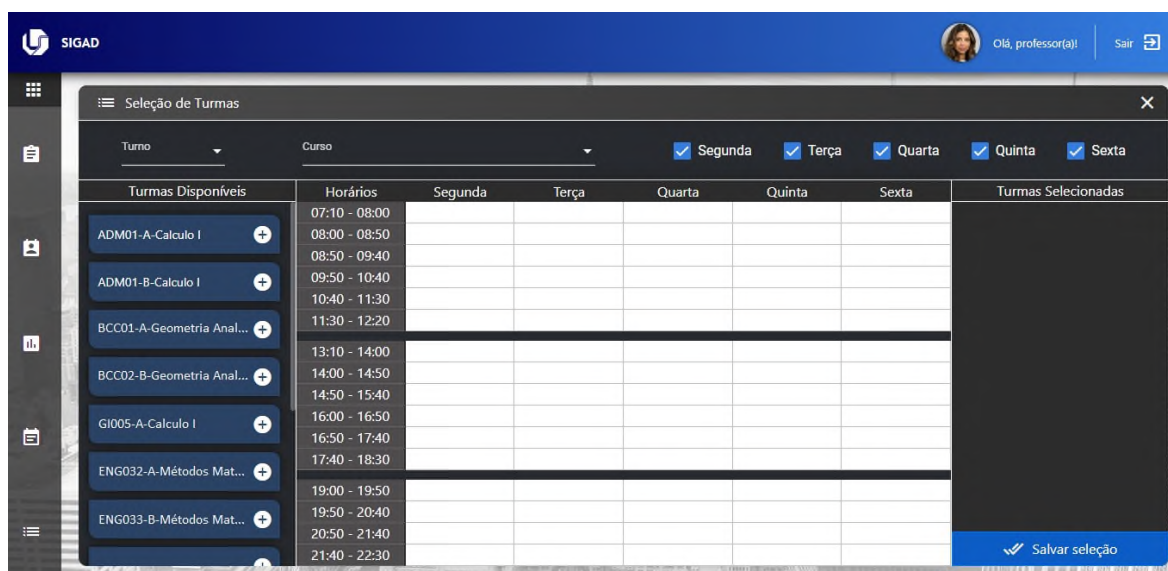 SIGAD
Olá, professor(a)!
Sair
Seleção de Turmas
Turno
Curso
Segunda
Terça
Quarta
Quinta
Sexta
Turmas Disponíveis
Horários
Segunda
Terça
Quarta
Quinta
Sexta
Turmas Selecionadas
ADM01-A-Calculo I
ADM01-B-Calculo I
BCC01-A-Geometria Anal...
BCC02-B-Geometria Anal...
GI005-A-Calculo I
ENG032-A-Métodos Mat...
ENG033-B-Métodos Mat...
07:10 - 08:00
08:00 - 08:50
08:50 - 09:40
09:50 - 10:40
10:40 - 11:30
11:30 - 12:20
13:10 - 14:00
14:00 - 14:50
14:50 - 15:40
16:00 - 16:50
16:50 - 17:40
17:40 - 18:30
19:00 - 19:50
19:50 - 20:40
20:50 - 21:40
21:40 - 22:30
Salvar seleção